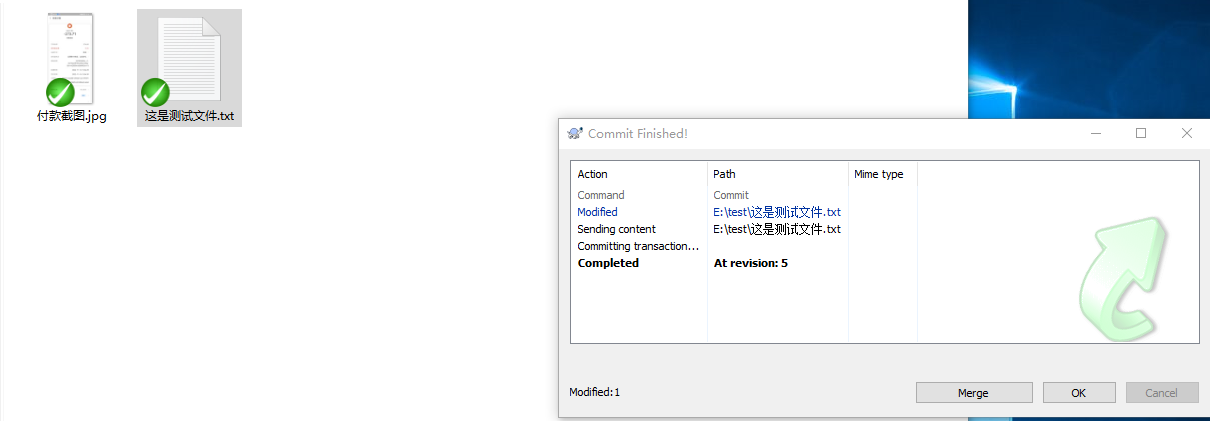 付款截图.jpg
这是测试文件.txt
Commit Finished!
Action Path Mime type
Command Commit
Modified E:\test\这是测试文件.txt
Sending content E:\test\这是测试文件.txt
Committing transaction...
Completed At revision: 5
Modified:1
Merge OK Cancel